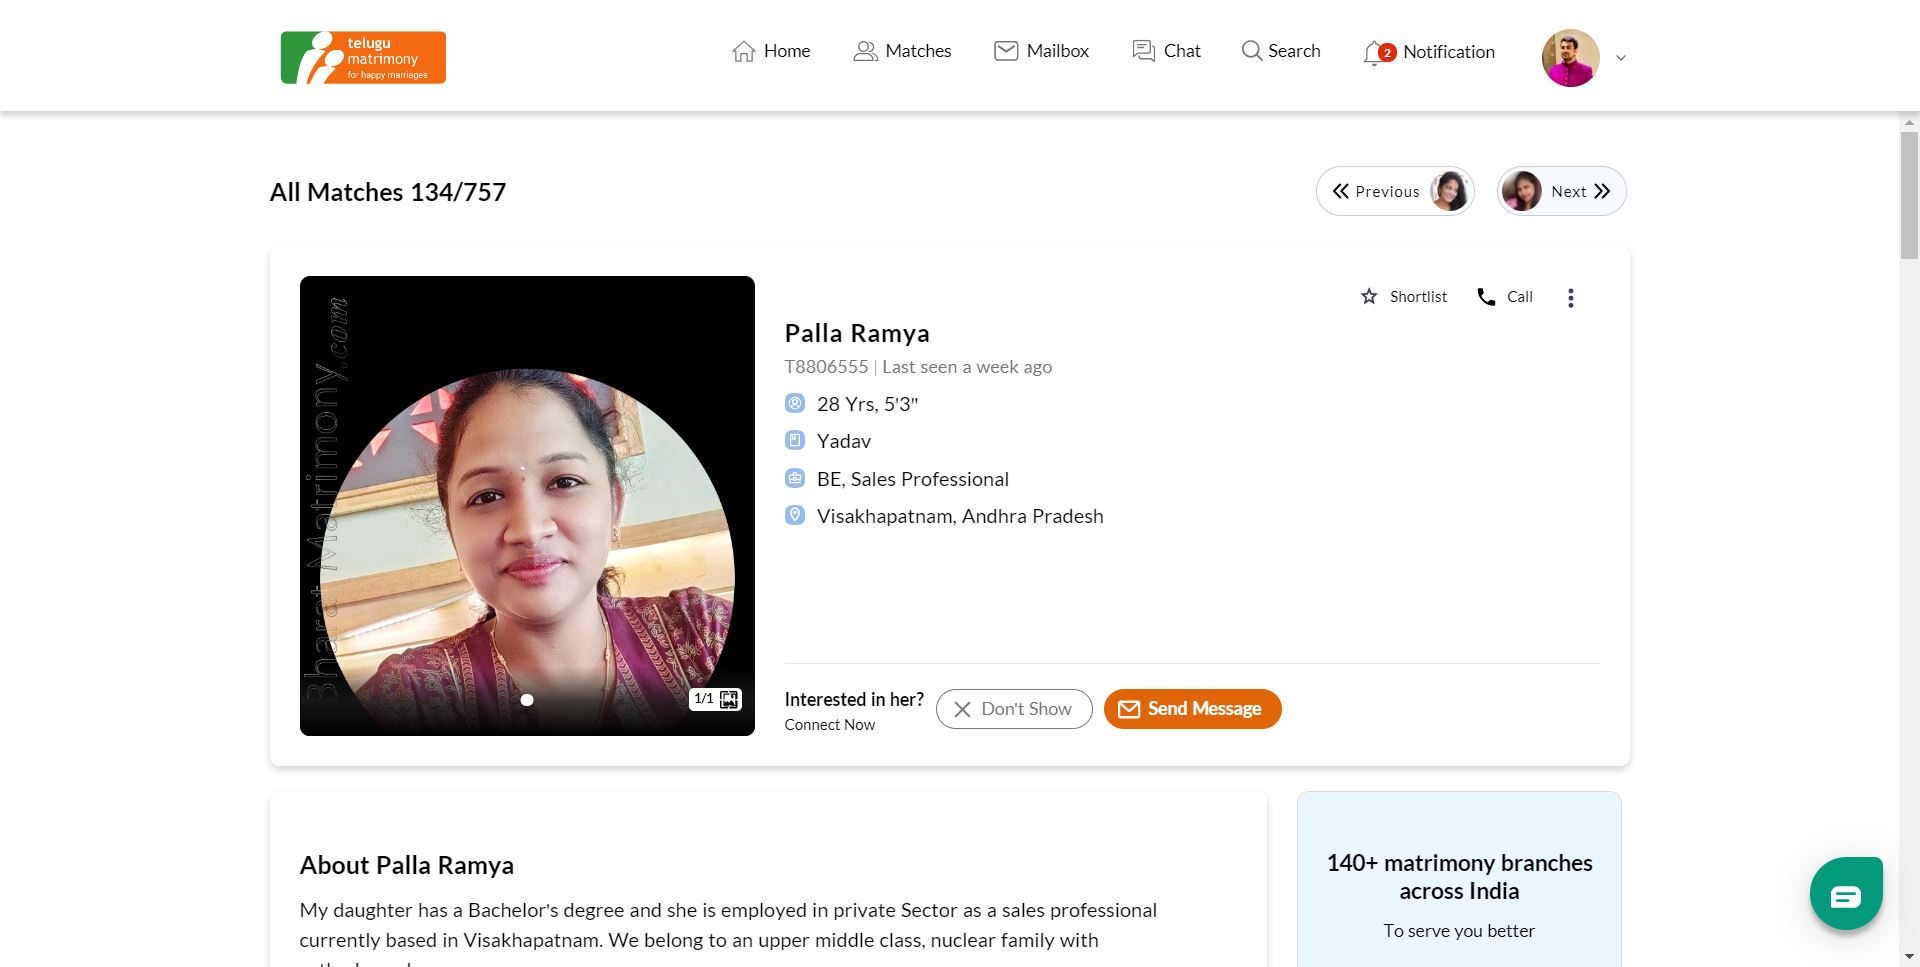 telugu
matrimony
for happy marriages
Home
Matches
Mailbox
Chat
Search
2
Notification
All Matches 134/757
Previous
Next
Bharat Matrimony.com
1/1
Shortlist
Call
Palla Ramya
T8806555 | Last seen a week ago
28 Yrs, 5'3"
Yadav
BE, Sales Professional
Visakhapatnam, Andhra Pradesh
Interested in her?
Connect Now
Don't Show
Send Message
About Palla Ramya
My daughter has a Bachelor's degree and she is employed in private Sector as a sales professional
currently based in Visakhapatnam. We belong to an upper middle class, nuclear family with
140+ matrimony branches
across India
To serve you better